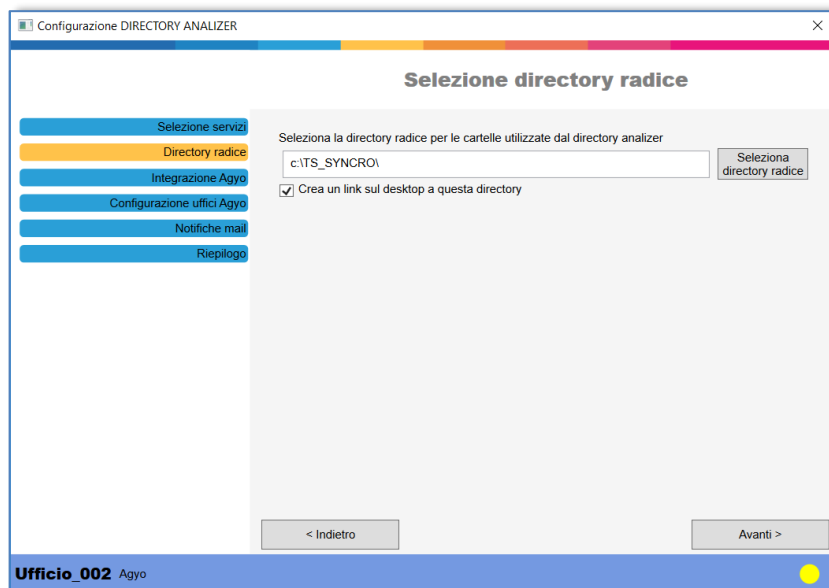 Configurazione DIRECTORY ANALIZER
Selezione directory radice
Selezione servizi
Directory radice
Integrazione Agyo
Configurazione uffici Agyo
Notifiche mail
Riepilogo
Seleziona la directory radice per le cartelle utilizzate dal directory analizer
c:\TS_SYNCRO\
Seleziona
directory radice
Crea un link sul desktop a questa directory
< Indietro
Avanti >
Ufficio_002 Agyo